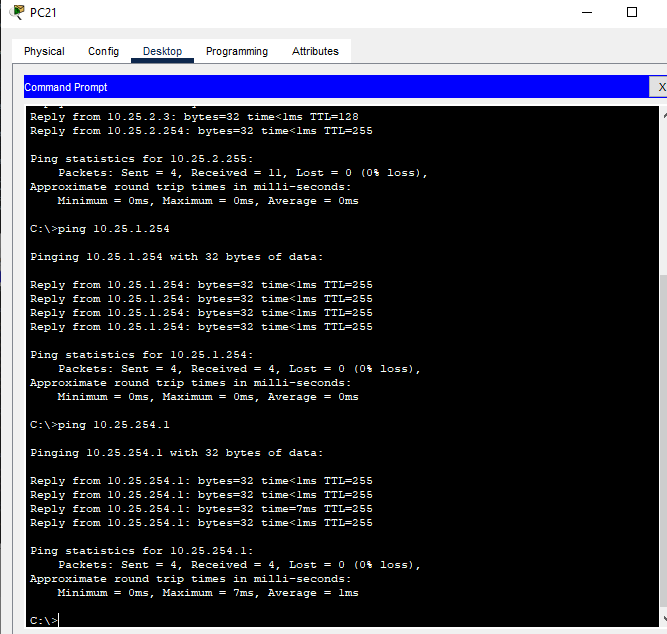 PC21
Physical Config Desktop Programming Attributes
Command Prompt
X
Reply from 10.25.2.3: bytes=32 time<1ms TTL=128
Reply from 10.25.2.254: bytes=32 time<1ms TTL=255
Ping statistics for 10.25.2.255:
Packets: Sent = 4, Received = 11, Lost = 0 (0% loss),
Approximate round trip times in milli-seconds:
Minimum = 0ms, Maximum = 0ms, Average = 0ms
C:\>ping 10.25.1.254
Pinging 10.25.1.254 with 32 bytes of data:
Reply from 10.25.1.254: bytes=32 time<1ms TTL=255
Reply from 10.25.1.254: bytes=32 time<1ms TTL=255
Reply from 10.25.1.254: bytes=32 time<1ms TTL=255
Reply from 10.25.1.254: bytes=32 time<1ms TTL=255
Ping statistics for 10.25.1.254:
Packets: Sent = 4, Received = 4, Lost = 0 (0% loss),
Approximate round trip times in milli-seconds:
Minimum = 0ms, Maximum = 0ms, Average = 0ms
C:\>ping 10.25.254.1
Pinging 10.25.254.1 with 32 bytes of data:
Reply from 10.25.254.1: bytes=32 time<1ms TTL=255
Reply from 10.25.254.1: bytes=32 time<1ms TTL=255
Reply from 10.25.254.1: bytes=32 time=7ms TTL=255
Reply from 10.25.254.1: bytes=32 time<1ms TTL=255
Ping statistics for 10.25.254.1:
Packets: Sent = 4, Received = 4, Lost = 0 (0% loss),
Approximate round trip times in milli-seconds:
Minimum = 0ms, Maximum = 7ms, Average = 1ms
C:\>